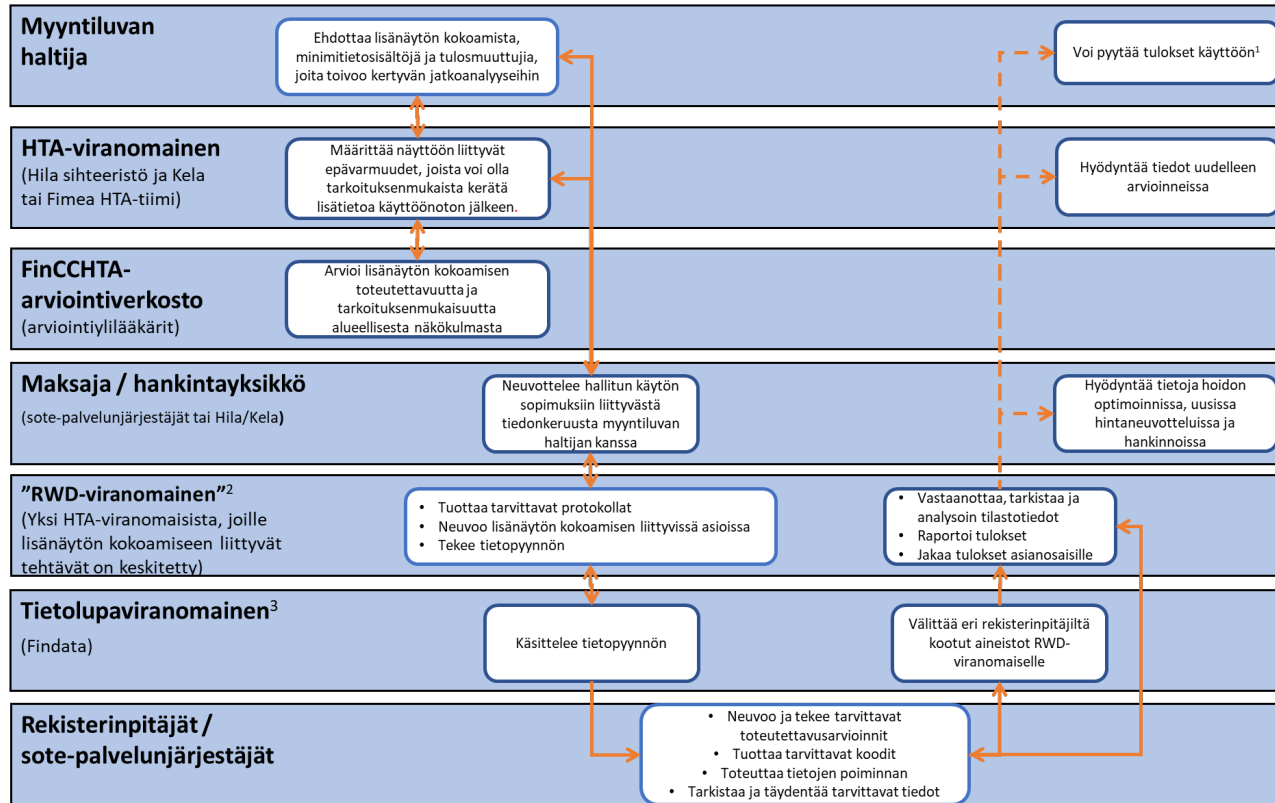 Myyntiluvan
haltija
Ehdottaa lisänäytön kokoamista,
minimitietosisältöjä ja tulosmuuttujia,
joita toivoo kertyvän jatkoanalyyseihin
Voi pyytää tulokset käyttöön¹
HTA-viranomainen
(Hila sihteeristö ja Kela
tai Fimea HTA-tiimi)
Määrittää näyttöön liittyvät
epävarmuudet, joista voi olla
tarkoituksenmukaista kerätä
lisätietoa käyttöönoton jälkeen.
Hyödyntää tiedot uudelleen
arvioinneissa
FinCCHTA-
arviointiverkosto
(arviointiylilääkärit)
Arvioi lisänäytön kokoamisen
toteutettavuutta ja
tarkoituksenmukaisuutta
alueellisesta näkökulmasta
Maksaja / hankintayksikkö
(sote-palvelunjärjestäjät tai Hila/Kela)
Neuvottelee hallitun käytön
sopimuksiin liittyvästä
tiedonkeruusta myyntiluvan
haltijan kanssa
Hyödyntää tietoja hoidon
optimoinnissa, uusissa
hintaneuvotteluissa ja
hankinnoissa
”RWD-viranomainen”²
(Yksi HTA-viranomaisista, joille
lisänäytön kokoamiseen liittyvät
tehtävät on keskitetty)
• Tuottaa tarvittavat protokollat
• Neuvoo lisänäytön kokoamisen liittyvissä asioissa
• Tekee tietopyynnön
• Vastaanottaa, tarkistaa ja
analysoin tilastotiedot
• Raportoi tulokset
• Jakaa tulokset asianosaisille
Tietolupaviranomainen³
(Findata)
Käsittelee tietopyynnön
Välittää eri rekisterinpitäjiltä
kootut aineistot RWD-
viranomaiselle
Rekisterinpitäjät /
sote-palvelunjärjestäjät
• Neuvoo ja tekee tarvittavat
toteutettavusarvioinnit
• Tuottaa tarvittavat koodit
• Toteuttaa tietojen poiminnan
• Tarkistaa ja täydentää tarvittavat tiedot